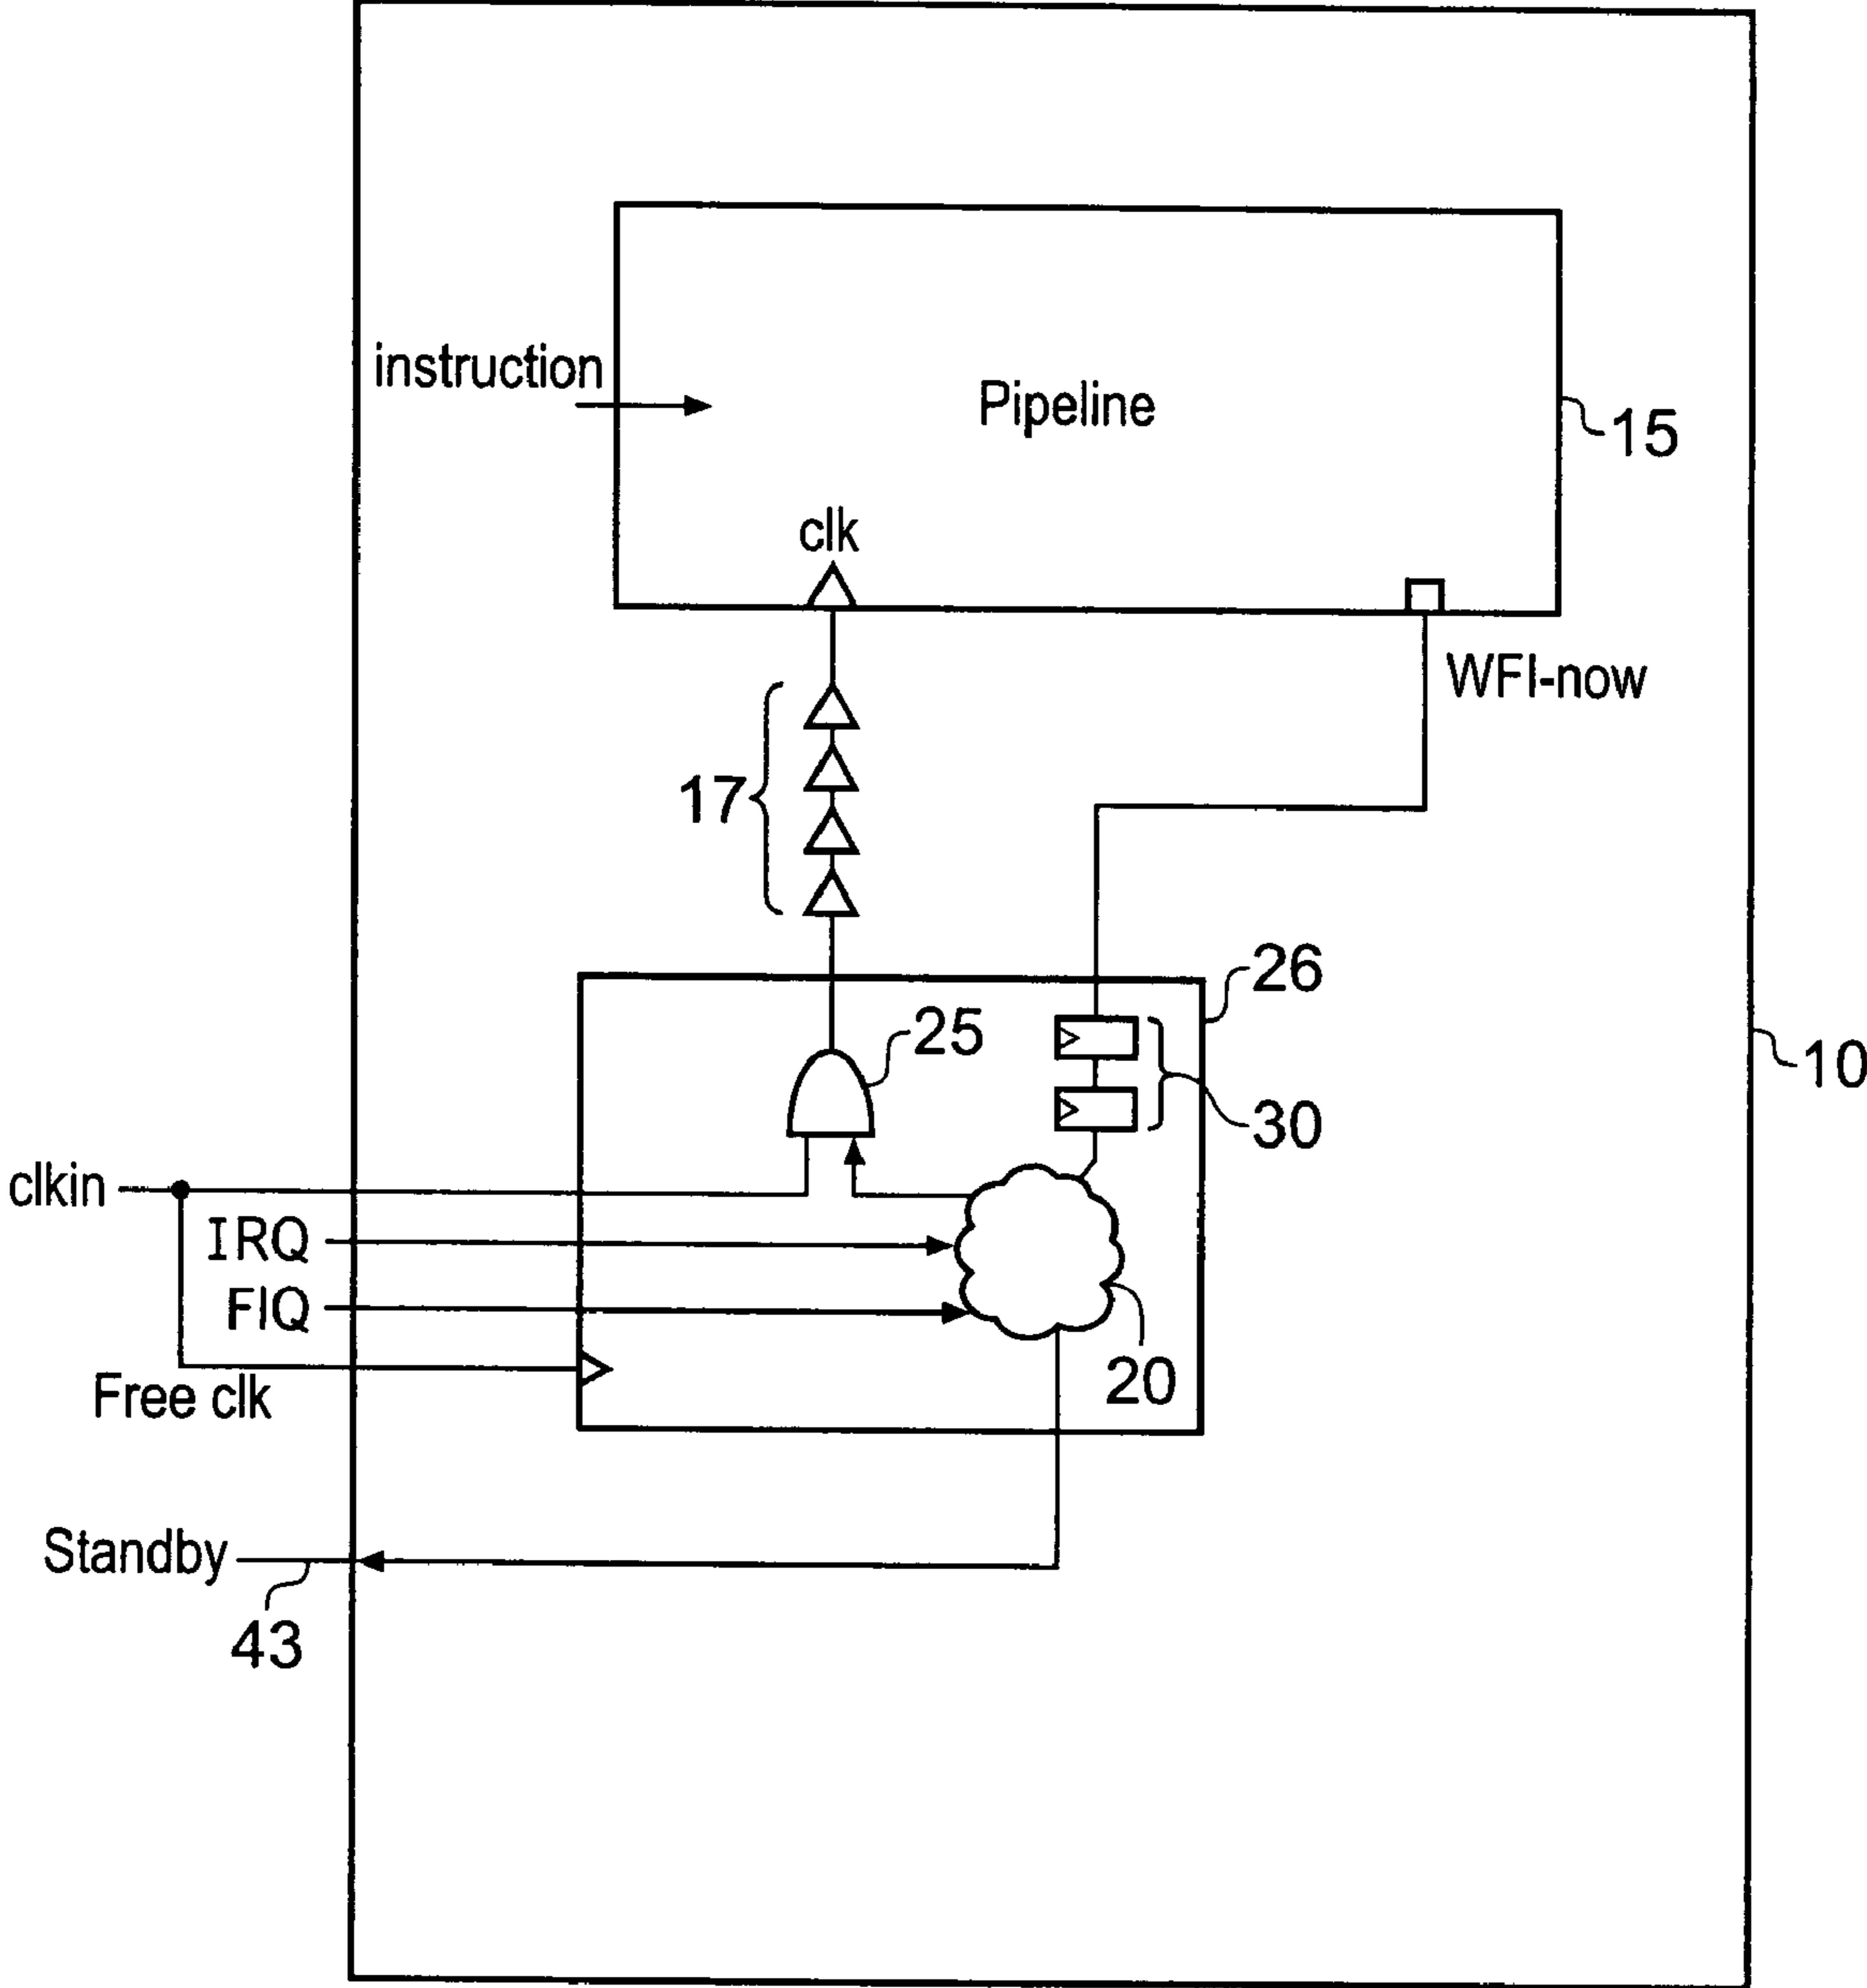 instruction
Pipeline
15
clk
WFI-now
17
26
25
10
30
clkin
IRQ
FIQ
20
Free clk
Standby
43